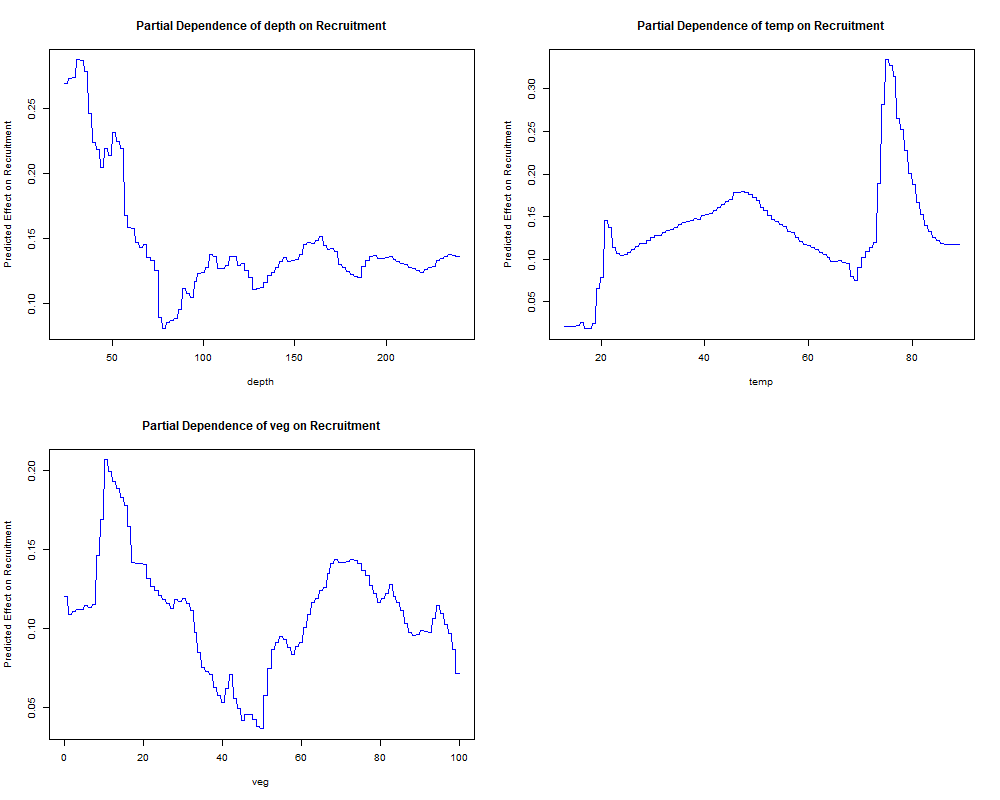 Partial Dependence of depth on Recruitment
Predicted Effect on Recruitment
0.25
0.20
0.15
0.10
50 100 150 200
depth
Partial Dependence of temp on Recruitment
Predicted Effect on Recruitment
0.30
0.25
0.20
0.15
0.10
0.05
20 40 60 80
temp
Partial Dependence of veg on Recruitment
Predicted Effect on Recruitment
0.20
0.15
0.10
0.05
0 20 40 60 80 100
veg